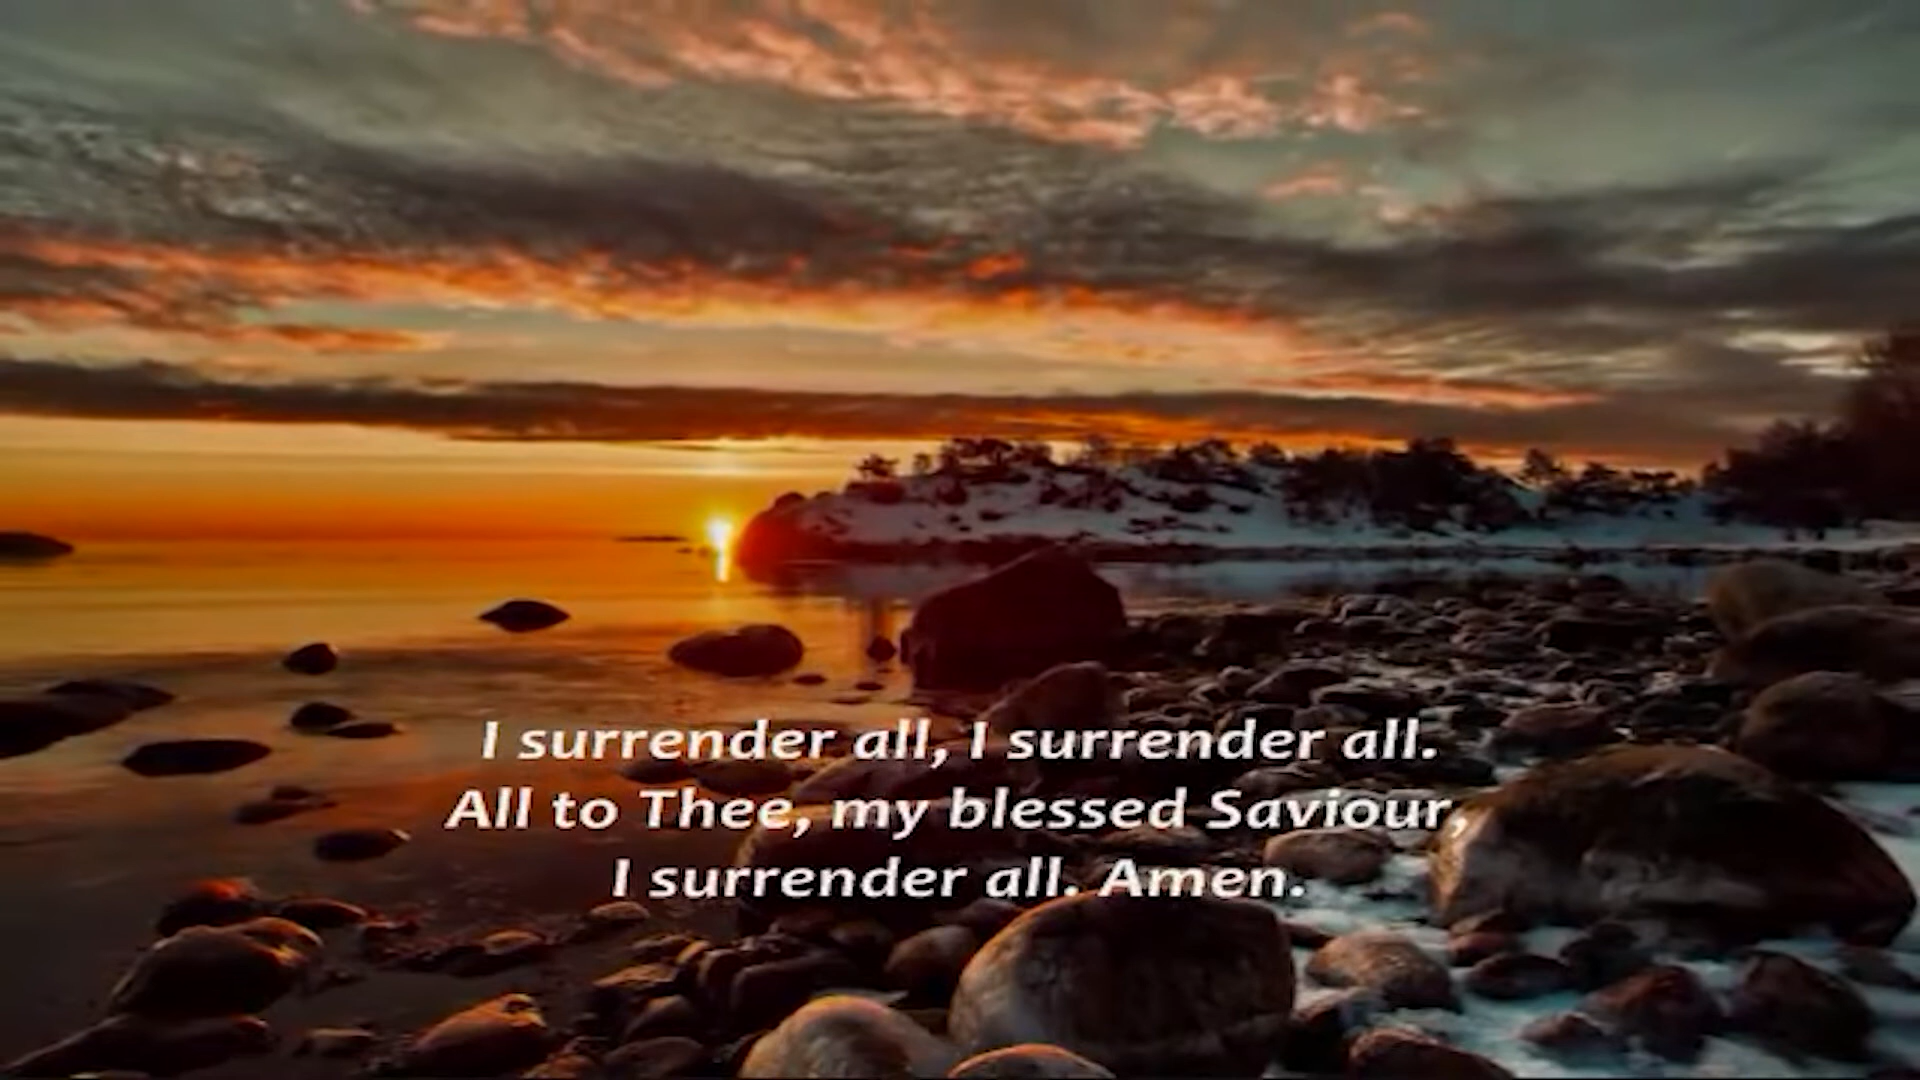 I surrender all, I surrender all.
All to Thee, my blessed Saviour,
I surrender all. Amen.